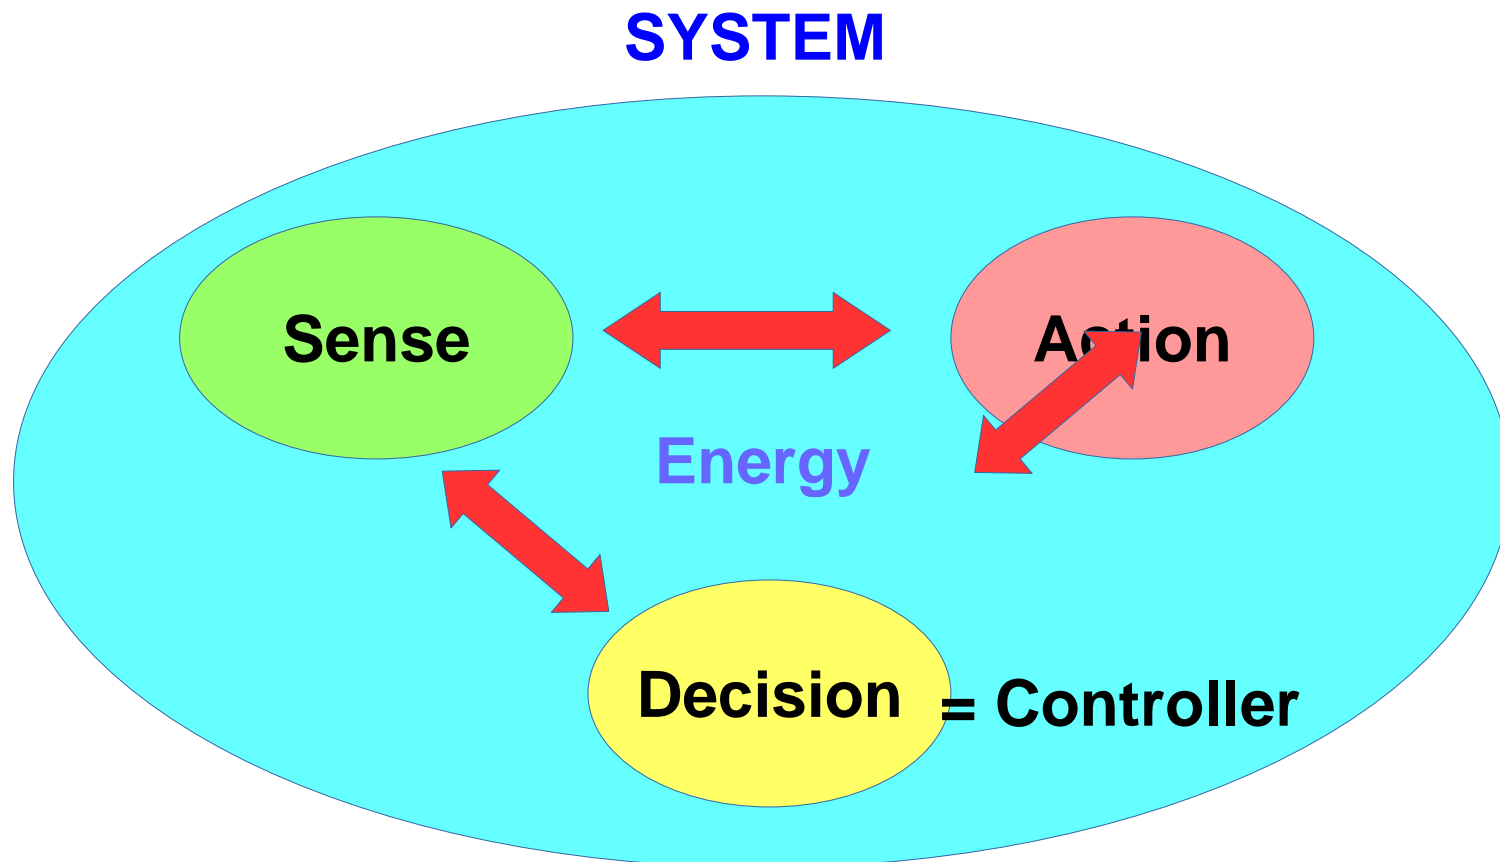 SYSTEM
Sense
Action
Energy
Decision = Controller